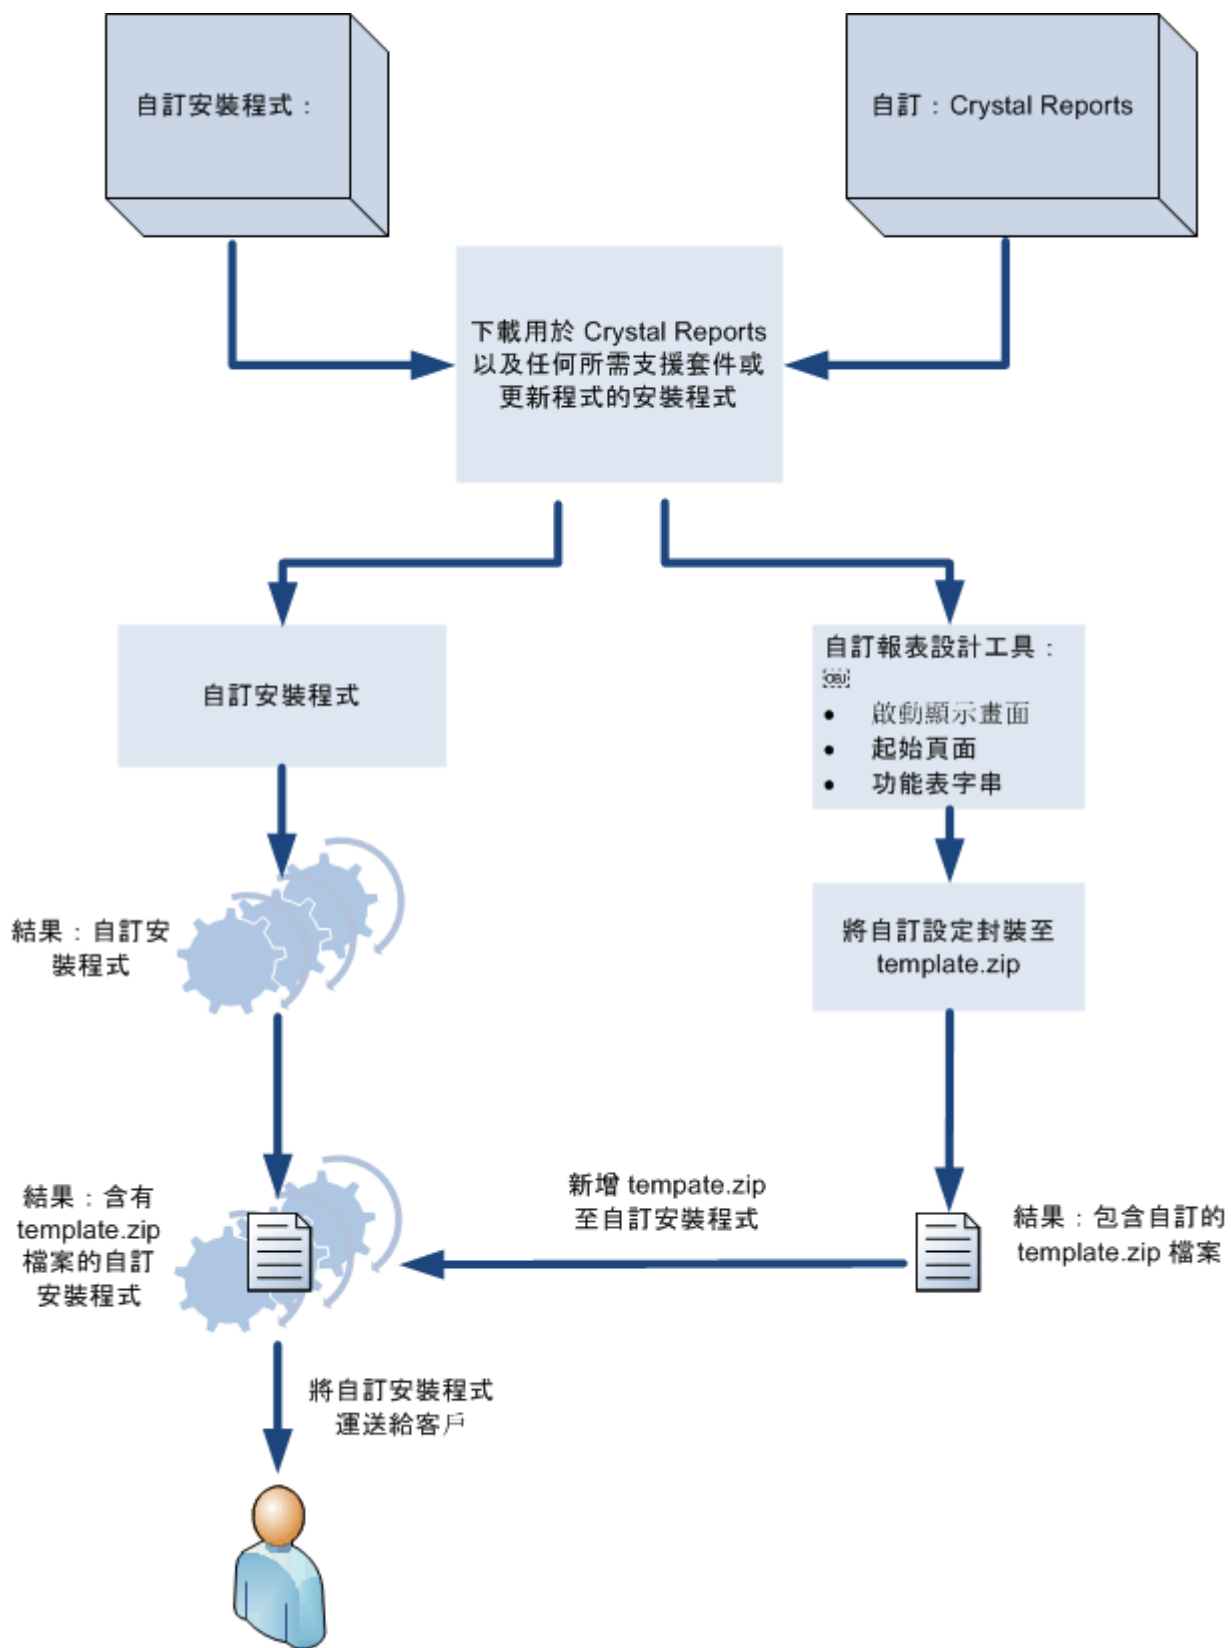 自訂安裝程式：
自訂：Crystal Reports
下載用於 Crystal Reports
以及任何所需支援套件或
更新程式的安裝程式
自訂安裝程式
自訂報表設計工具：
OBJ
• 啟動顯示畫面
• 起始頁面
• 功能表字串
結果：自訂安
裝程式
將自訂設定封裝至
template.zip
結果：含有
template.zip
檔案的自訂
安裝程式
新增 tempate.zip
至自訂安裝程式
結果：包含自訂的
template.zip 檔案
將自訂安裝程式
運送給客戶